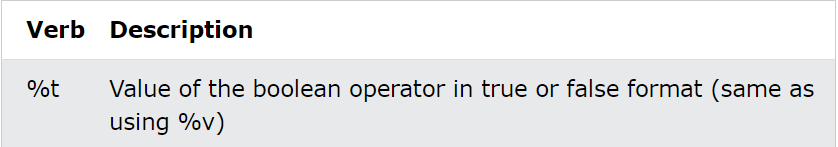 Verb Description
%t Value of the boolean operator in true or false format (same as
using %v)